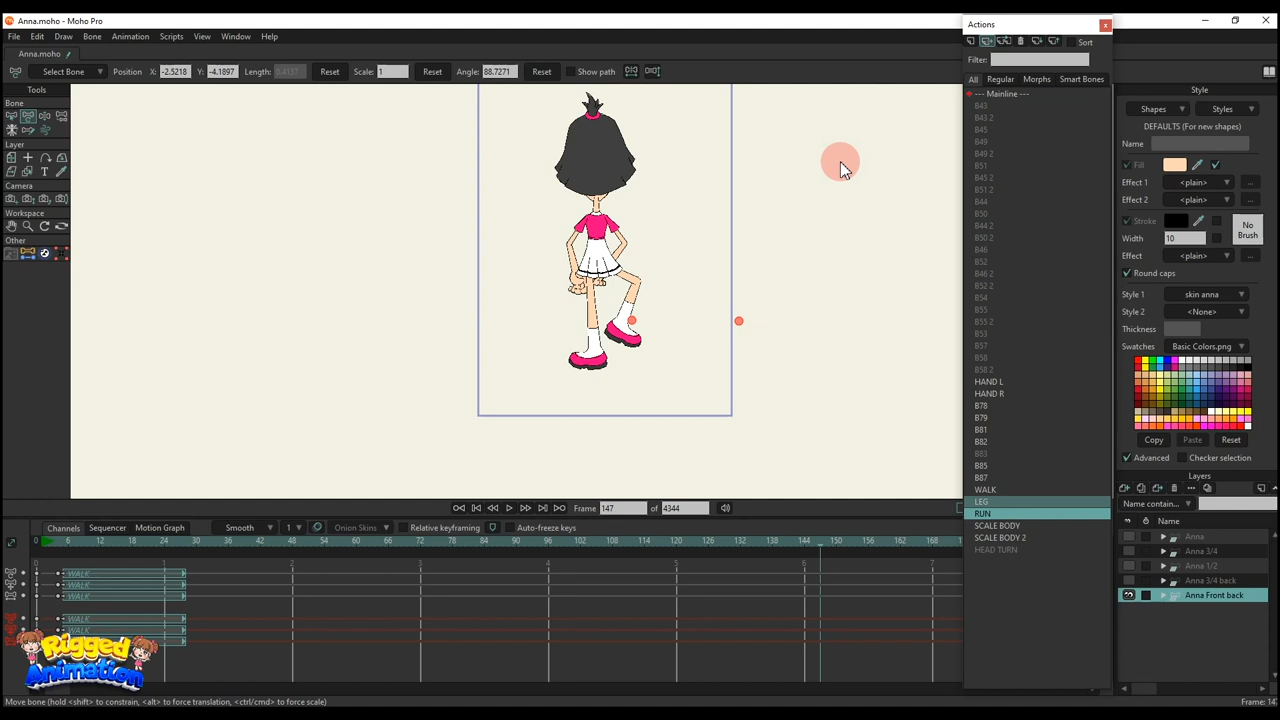 Anna.moho - Moho Pro
File Edit Draw Bone Animation Scripts View Window Help
Anna.moho
Select Bone Position X: -2.5218 Y: -4.1897 Length: 0.4137 Reset Scale: 1 Reset Angle: 88.7271 Reset Show path
Tools
Bone
Layer
Camera
Workspace
Other
Actions
Sort
Filter:
All Regular Morphs Smart Bones
--- Mainline ---
B43
B43 2
B45
B49
B49 2
B51
B45 2
B51 2
B44
B50
B44 2
B50 2
B46
B52
B46 2
B52 2
B54
B55
B55 2
B53
B57
B58
B58 2
HAND L
HAND R
B78
B79
B81
B82
B83
B85
B87
WALK
LEG
RUN
SCALE BODY
SCALE BODY 2
HEAD TURN
Style
Shapes Styles
DEFAULTS (For new shapes)
Name
Fill
Effect 1 <plain> ...
Effect 2 <plain> ...
Stroke
No Brush
Width 10
Effect <plain> ...
Round caps
Style 1 skin anna
Style 2 <None>
Thickness
Swatches Basic Colors.png
Copy Paste Reset
Advanced Checker selection
Layers
Name contain...
Name
Anna
Anna 3/4
Anna 1/2
Anna 3/4 back
Anna Front back
Frame 147 of 4344
Channels Sequencer Motion Graph Smooth 1 Onion Skins Relative keyframing Auto-freeze keys
0 6 12 18 24 30 36 42 48 54 60 66 72 78 84 90 96 102 108 114 120 126 132 138 144 150 156 162 168
0 1 2 3 4 5 6 7
WALK
WALK
WALK
WALK
WALK
Rigged
Animation
Move bone (hold <shift> to constrain, <alt> to force translation, <ctrl/cmd> to force scale)
Frame: 14